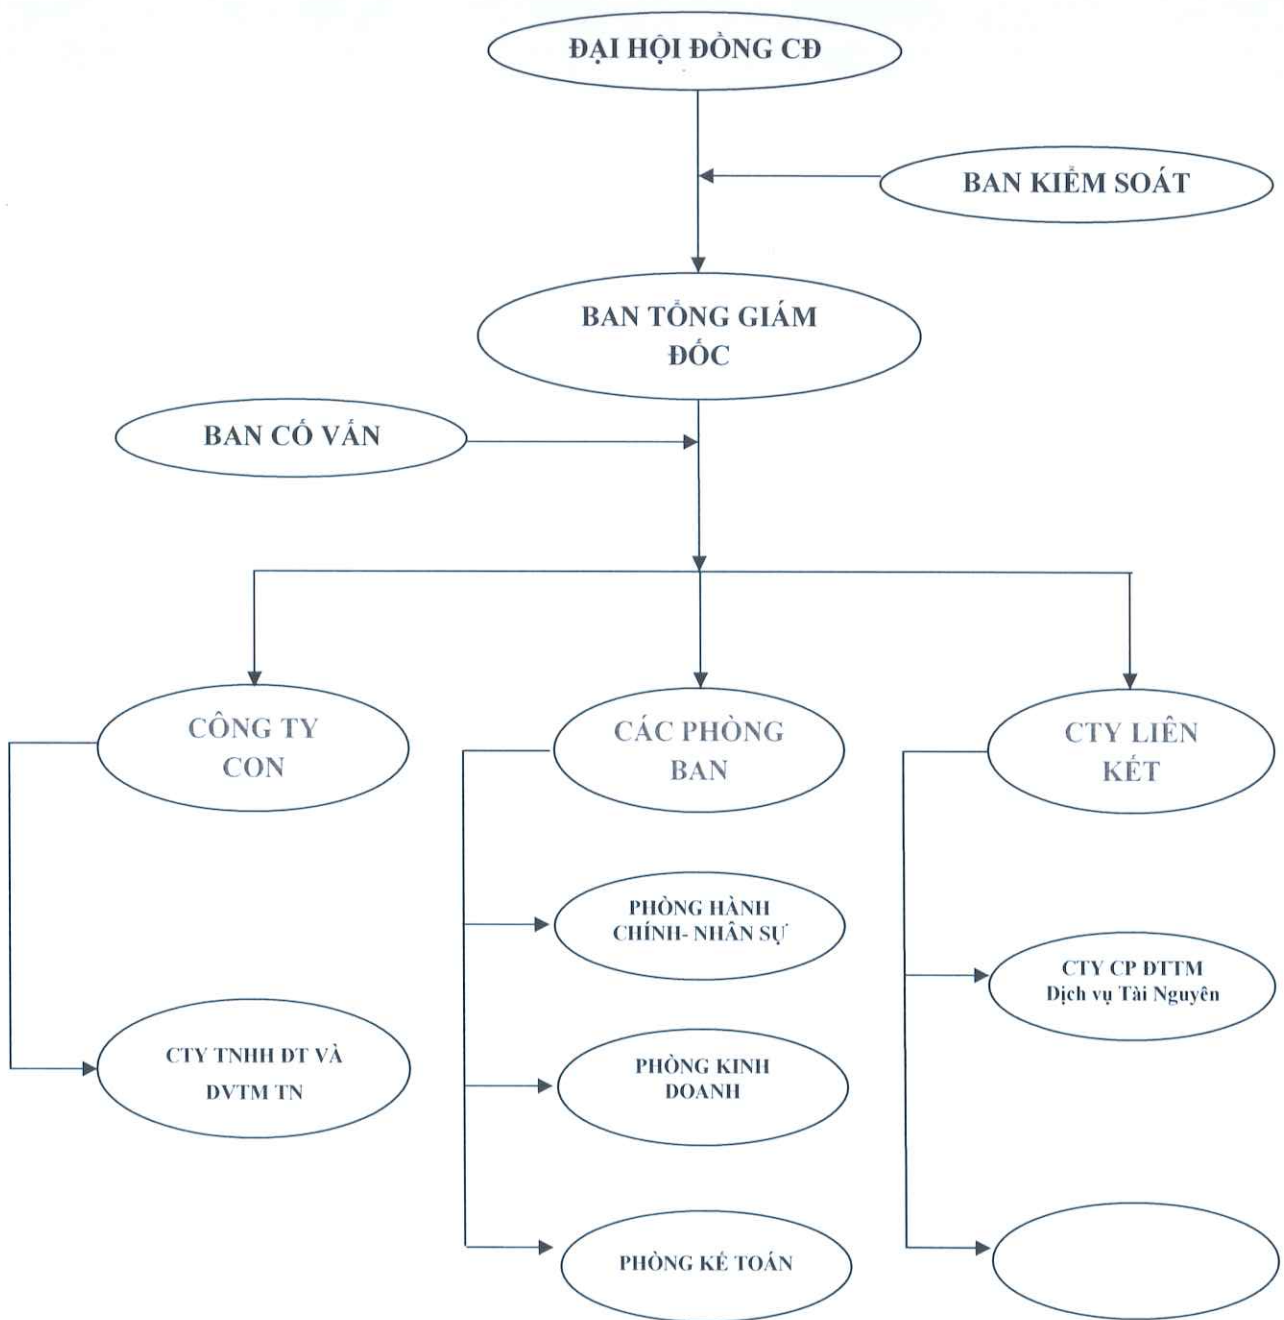 ĐẠI HỘI ĐỒNG CĐ
BAN KIỂM SOÁT
BAN TỔNG GIÁM
ĐỐC
BAN CỐ VẤN
CÔNG TY
CON
CÁC PHÒNG
BAN
CTY LIÊN
KẾT
PHÒNG HÀNH
CHÍNH- NHÂN SỰ
CTY CP ĐTTM
Dịch vụ Tài Nguyên
CTY TNHH ĐT VÀ
DVTM TN
PHÒNG KINH
DOANH
PHÒNG KẾ TOÁN